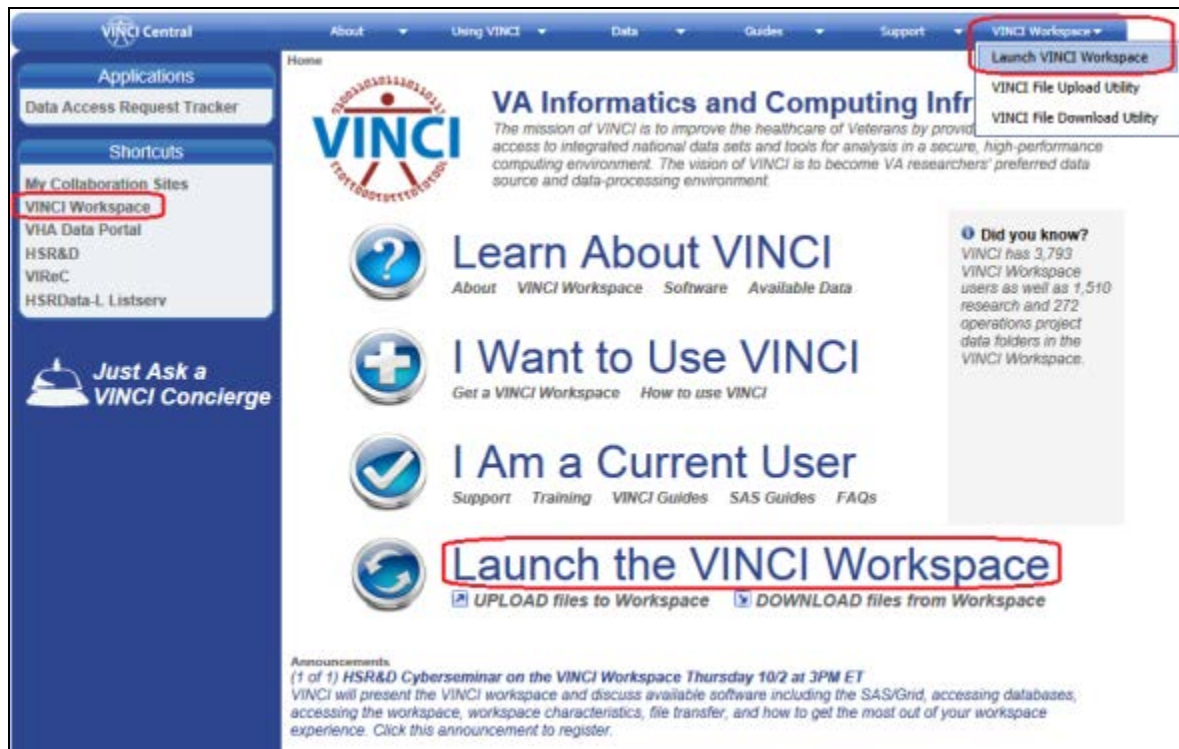 VINCI Central
About
Using VINCI
Data
Guides
Support
VINCI Workspace
Launch VINCI Workspace
VINCI File Upload Utility
VINCI File Download Utility
Applications
Data Access Request Tracker
Shortcuts
My Collaboration Sites
VINCI Workspace
VHA Data Portal
HSR&D
VIReC
HSRData-L Listserv
Just Ask a
VINCI Concierge
Home
VINCI
VA Informatics and Computing Infr
The mission of VINCI is to improve the healthcare of Veterans by provid
access to integrated national data sets and tools for analysis in a secure, high-performance
computing environment. The vision of VINCI is to become VA researchers' preferred data
source and data-processing environment.
Learn About VINCI
About VINCI Workspace Software Available Data
I Want to Use VINCI
Get a VINCI Workspace How to use VINCI
I Am a Current User
Support Training VINCI Guides SAS Guides FAQs
Launch the VINCI Workspace
UPLOAD files to Workspace DOWNLOAD files from Workspace
Did you know?
VINCI has 3,793
VINCI Workspace
users as well as 1,510
research and 272
operations project
data folders in the
VINCI Workspace.
Announcements
(1 of 1) HSR&D Cyberseminar on the VINCI Workspace Thursday 10/2 at 3PM ET
VINCI will present the VINCI workspace and discuss available software including the SAS/Grid, accessing databases,
accessing the workspace, workspace characteristics, file transfer, and how to get the most out of your workspace
experience. Click this announcement to register.